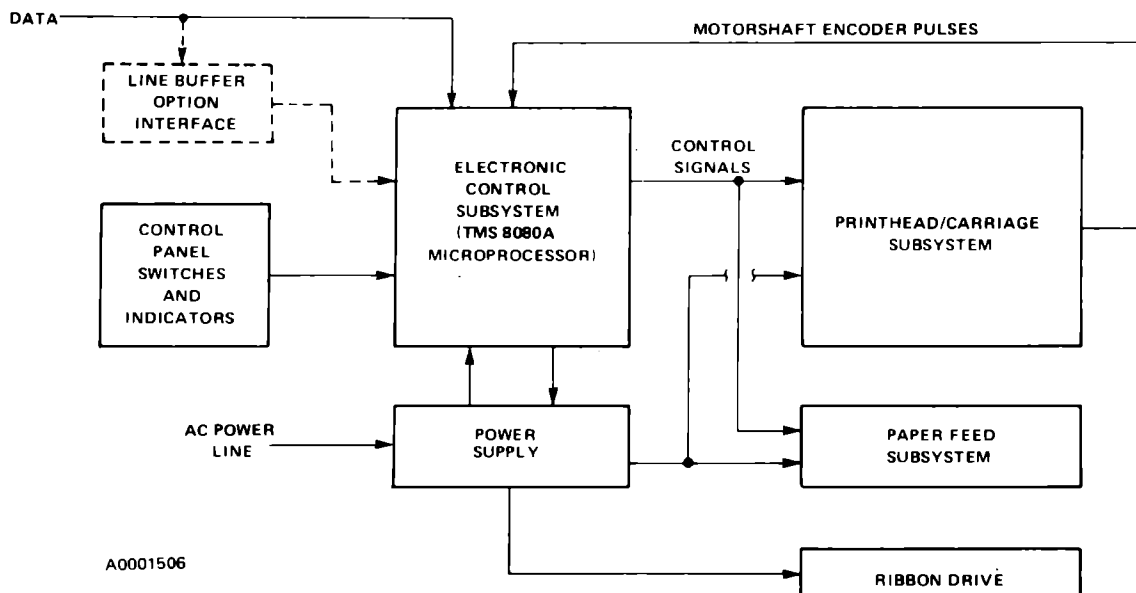 DATA
MOTORSHAFT ENCODER PULSES
LINE BUFFER
OPTION
INTERFACE
CONTROL
PANEL
SWITCHES
AND
INDICATORS
ELECTRONIC
CONTROL
SUBSYSTEM
(TMS 8080A
MICROPROCESSOR)
CONTROL
SIGNALS
PRINTHEAD/CARRIAGE
SUBSYSTEM
AC POWER
LINE
POWER
SUPPLY
PAPER FEED
SUBSYSTEM
A0001506
RIBBON DRIVE